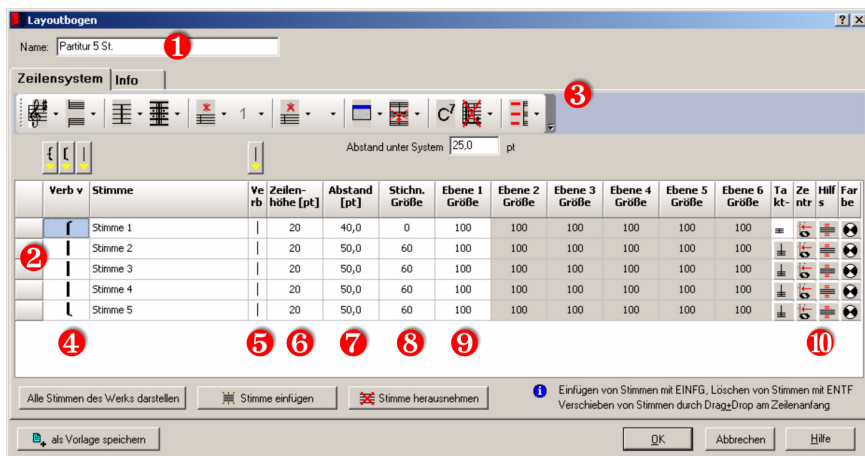 Layoutbogen
Name: Partitur 5 St.
1
Zeilensystem Info
3
1
C7
Abstand unter System 25,0 pt
Verb v Stimme Ve rb Zeilen- höhe [pt] Abstand [pt] Stichn. Größe Ebene 1 Größe Ebene 2 Größe Ebene 3 Größe Ebene 4 Größe Ebene 5 Größe Ebene 6 Größe Ta kt- Ze ntr Hilf s Far be
Stimme 1 20 40,0 0 100 100 100 100 100 100
2
Stimme 2 20 50,0 60 100 100 100 100 100 100
Stimme 3 20 50,0 60 100 100 100 100 100 100
Stimme 4 20 50,0 60 100 100 100 100 100 100
Stimme 5 20 50,0 60 100 100 100 100 100 100
4 5 6 7 8 9 10
Alle Stimmen des Werks darstellen Stimme einfügen Stimme herausnehmen
Einfügen von Stimmen mit EINFG, Löschen von Stimmen mit ENTF
Verschieben von Stimmen durch Drag+Drop am Zeilenanfang
als Vorlage speichern OK Abbrechen Hilfe